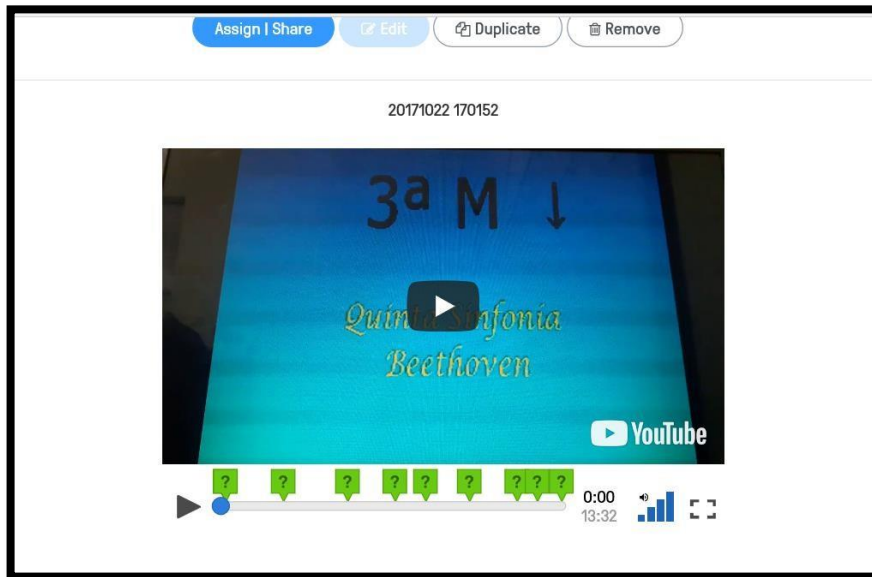 Assign | Share Edit Duplicate Remove
20171022 170152
3ª M ↓
Quinta Sinfonia
Beethoven
YouTube
? ? ? ? ? ? ? ? ?
0:00
13:32